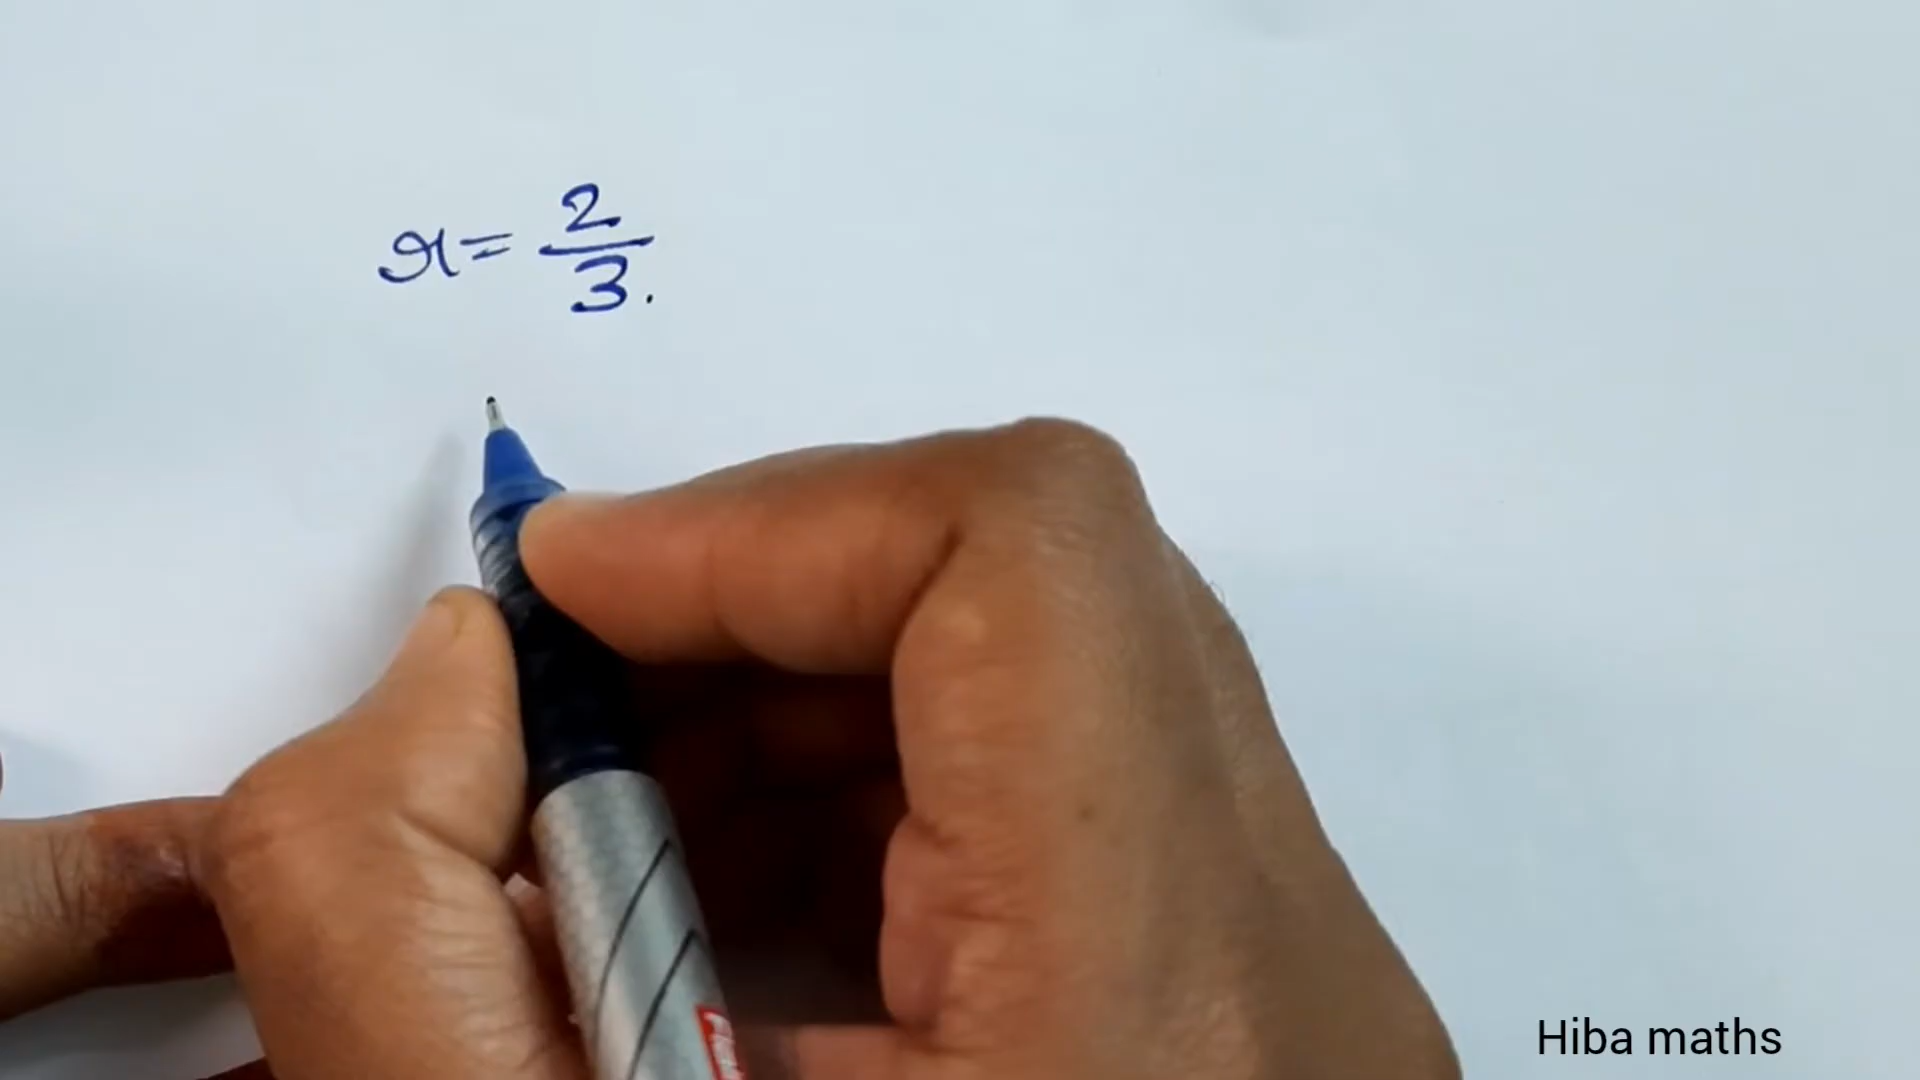 r = 2/3.
Hiba maths